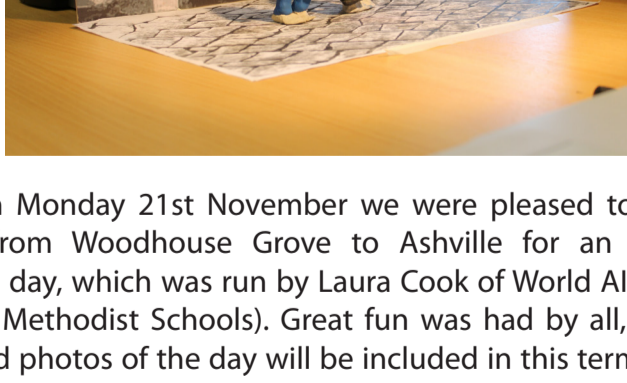 Monday 21st November we were pleased to
Woodhouse Grove to Ashville for an
day, which was run by Laura Cook of World
Methodist Schools). Great fun was had by all,
photos of the day will be included in this